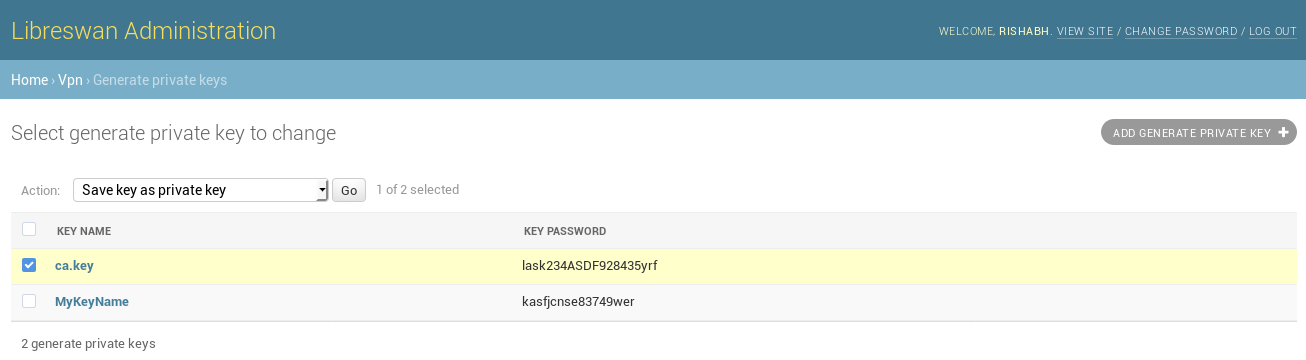 Libreswan Administration
WELCOME, RISHABH. VIEW SITE / CHANGE PASSWORD / LOG OUT
Home › Vpn › Generate private keys
Select generate private key to change
ADD GENERATE PRIVATE KEY +
Action: Save key as private key Go 1 of 2 selected
KEY NAME KEY PASSWORD
ca.key lask234ASDF928435yrf
MyKeyName kasfjcnse83749wer
2 generate private keys